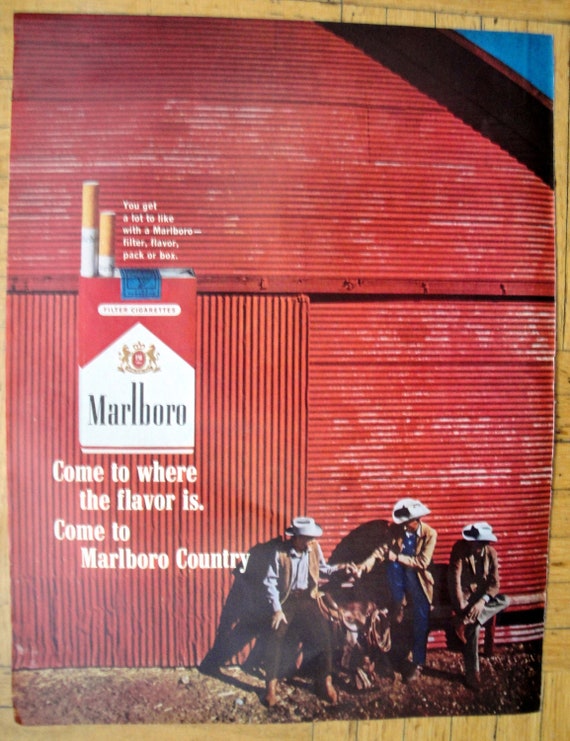 You get
a lot to like
with a Marlboro—
filter, flavor,
pack or box.
FILTER CIGARETTES
Marlboro
Come to where
the flavor is.
Come to
Marlboro Country